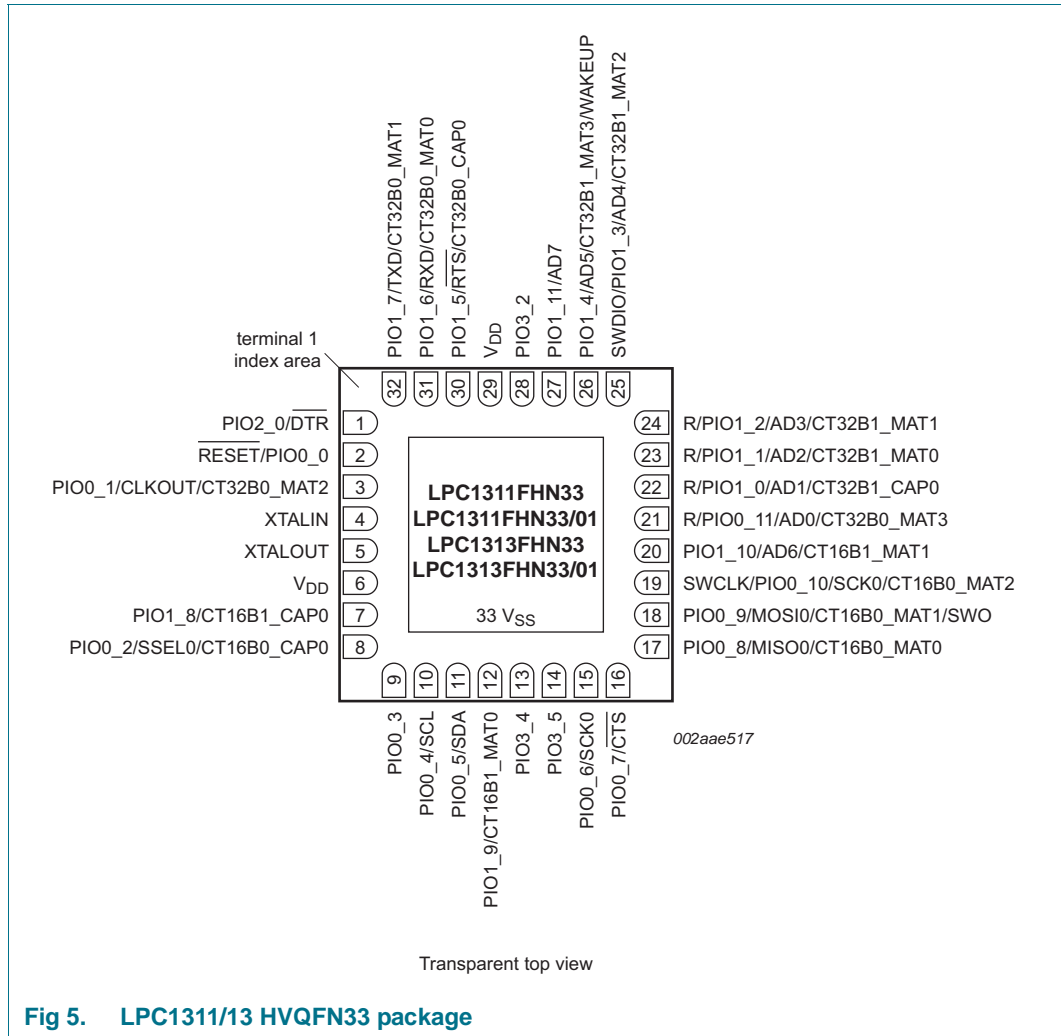 PIO1_7/TXD/CT32B0_MAT1
PIO1_6/RXD/CT32B0_MAT0
PIO1_5/RTS/CT32B0_CAP0
VDD
PIO3_2
PIO1_11/AD7
PIO1_4/AD5/CT32B1_MAT3/WAKEUP
SWDIO/PIO1_3/AD4/CT32B1_MAT2
terminal 1
index area
32
31
30
29
28
27
26
25
PIO2_0/DTR 1
RESET/PIO0_0 2
PIO0_1/CLKOUT/CT32B0_MAT2 3
XTALIN 4
XTALOUT 5
VDD 6
PIO1_8/CT16B1_CAP0 7
PIO0_2/SSEL0/CT16B0_CAP0 8
LPC1311FHN33
LPC1311FHN33/01
LPC1313FHN33
LPC1313FHN33/01
33 VSS
24 R/PIO1_2/AD3/CT32B1_MAT1
23 R/PIO1_1/AD2/CT32B1_MAT0
22 R/PIO1_0/AD1/CT32B1_CAP0
21 R/PIO0_11/AD0/CT32B0_MAT3
20 PIO1_10/AD6/CT16B1_MAT1
19 SWCLK/PIO0_10/SCK0/CT16B0_MAT2
18 PIO0_9/MOSI0/CT16B0_MAT1/SWO
17 PIO0_8/MISO0/CT16B0_MAT0
9
10
11
12
13
14
15
16
PIO0_3
PIO0_4/SCL
PIO0_5/SDA
PIO1_9/CT16B1_MAT0
PIO3_4
PIO3_5
PIO0_6/SCK0
PIO0_7/CTS
002aae517
Transparent top view
Fig 5. LPC1311/13 HVQFN33 package